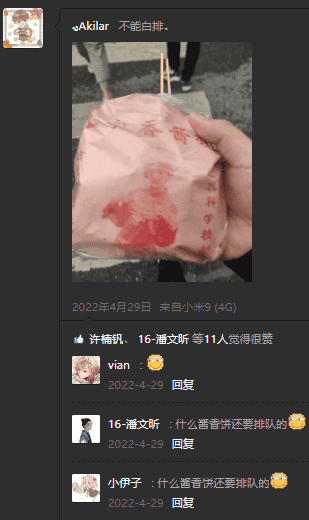 Akilar 不能白排。
香酱
2022年4月29日 来自小米9 (4G)
许楠钒、16-潘文昕 等11人觉得很赞
vian :
2022-4-29 回复
16-潘文昕 : 什么酱香饼还要排队的
2022-4-29 回复
小伊子 : 什么酱香饼还要排队的
2022-4-29 回复